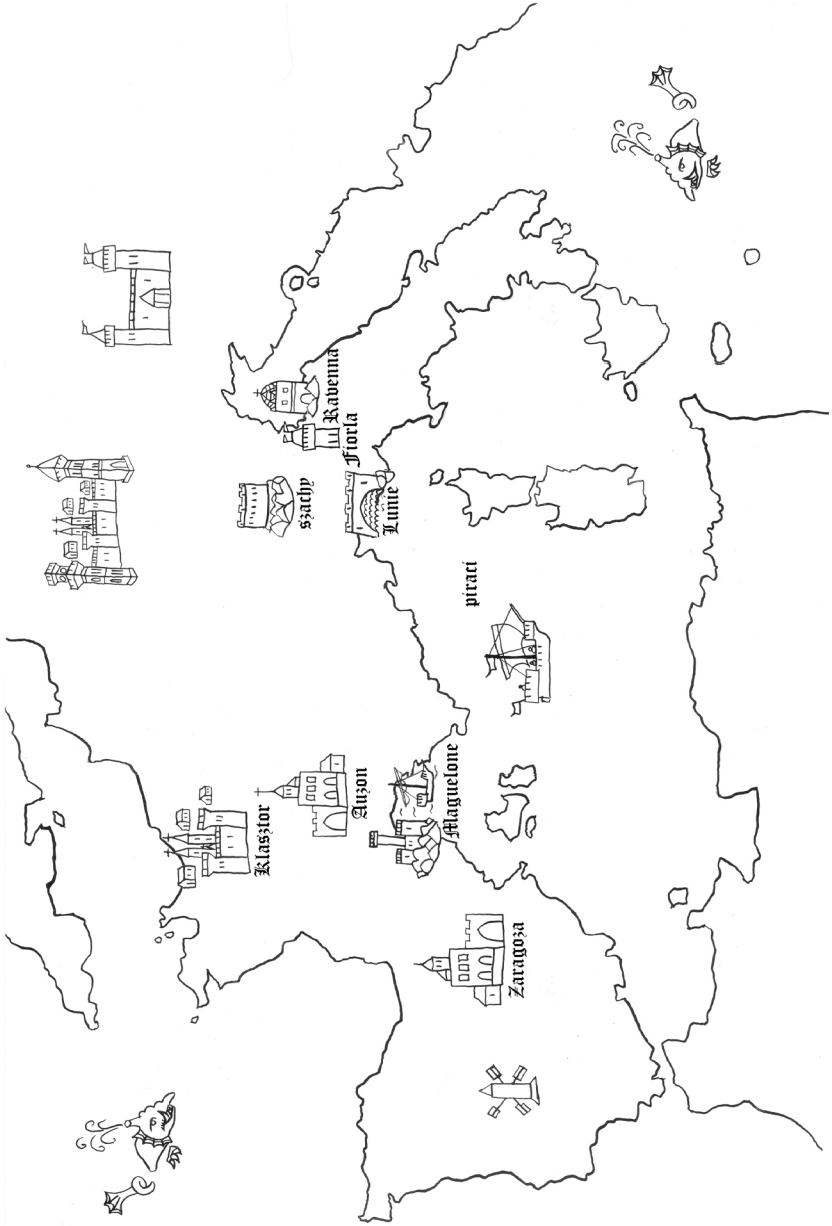 Klasztor
szachy
Ravenna
Fiorla
Auzon
Lunie
Maguelone
piraci
Zaragoza